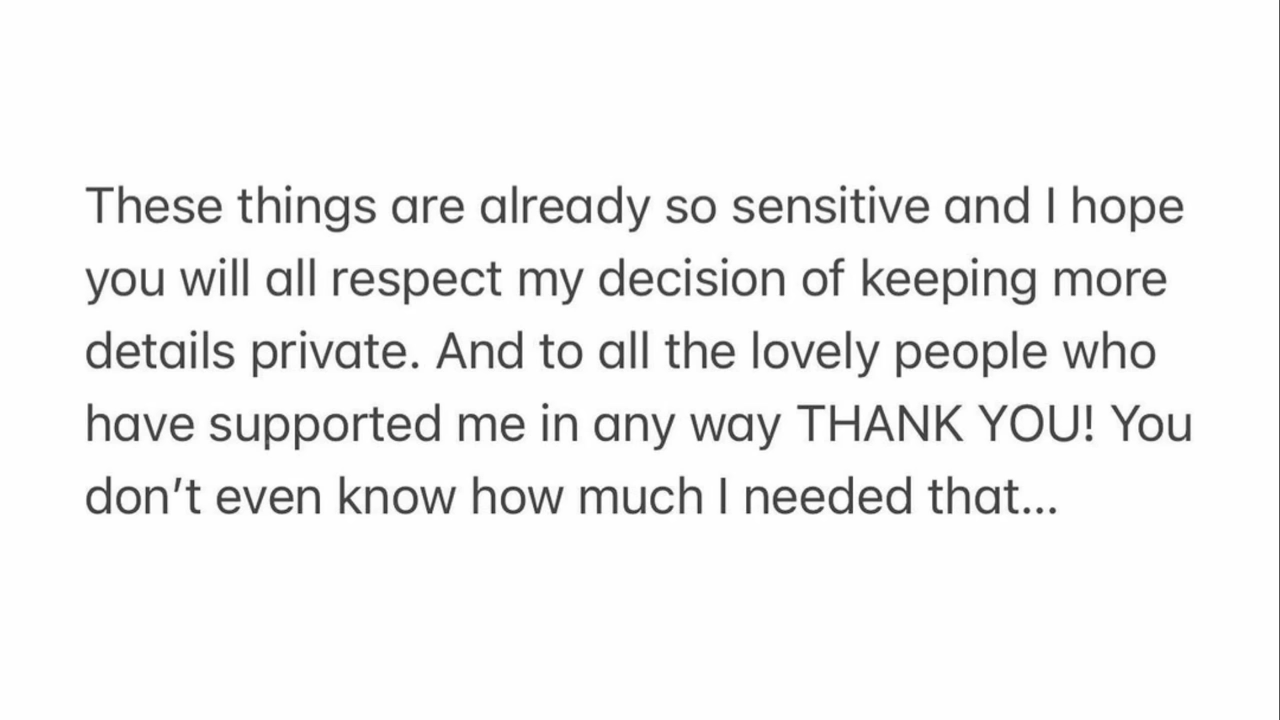 These things are already so sensitive and I hope
you will all respect my decision of keeping more
details private. And to all the lovely people who
have supported me in any way THANK YOU! You
don’t even know how much I needed that...